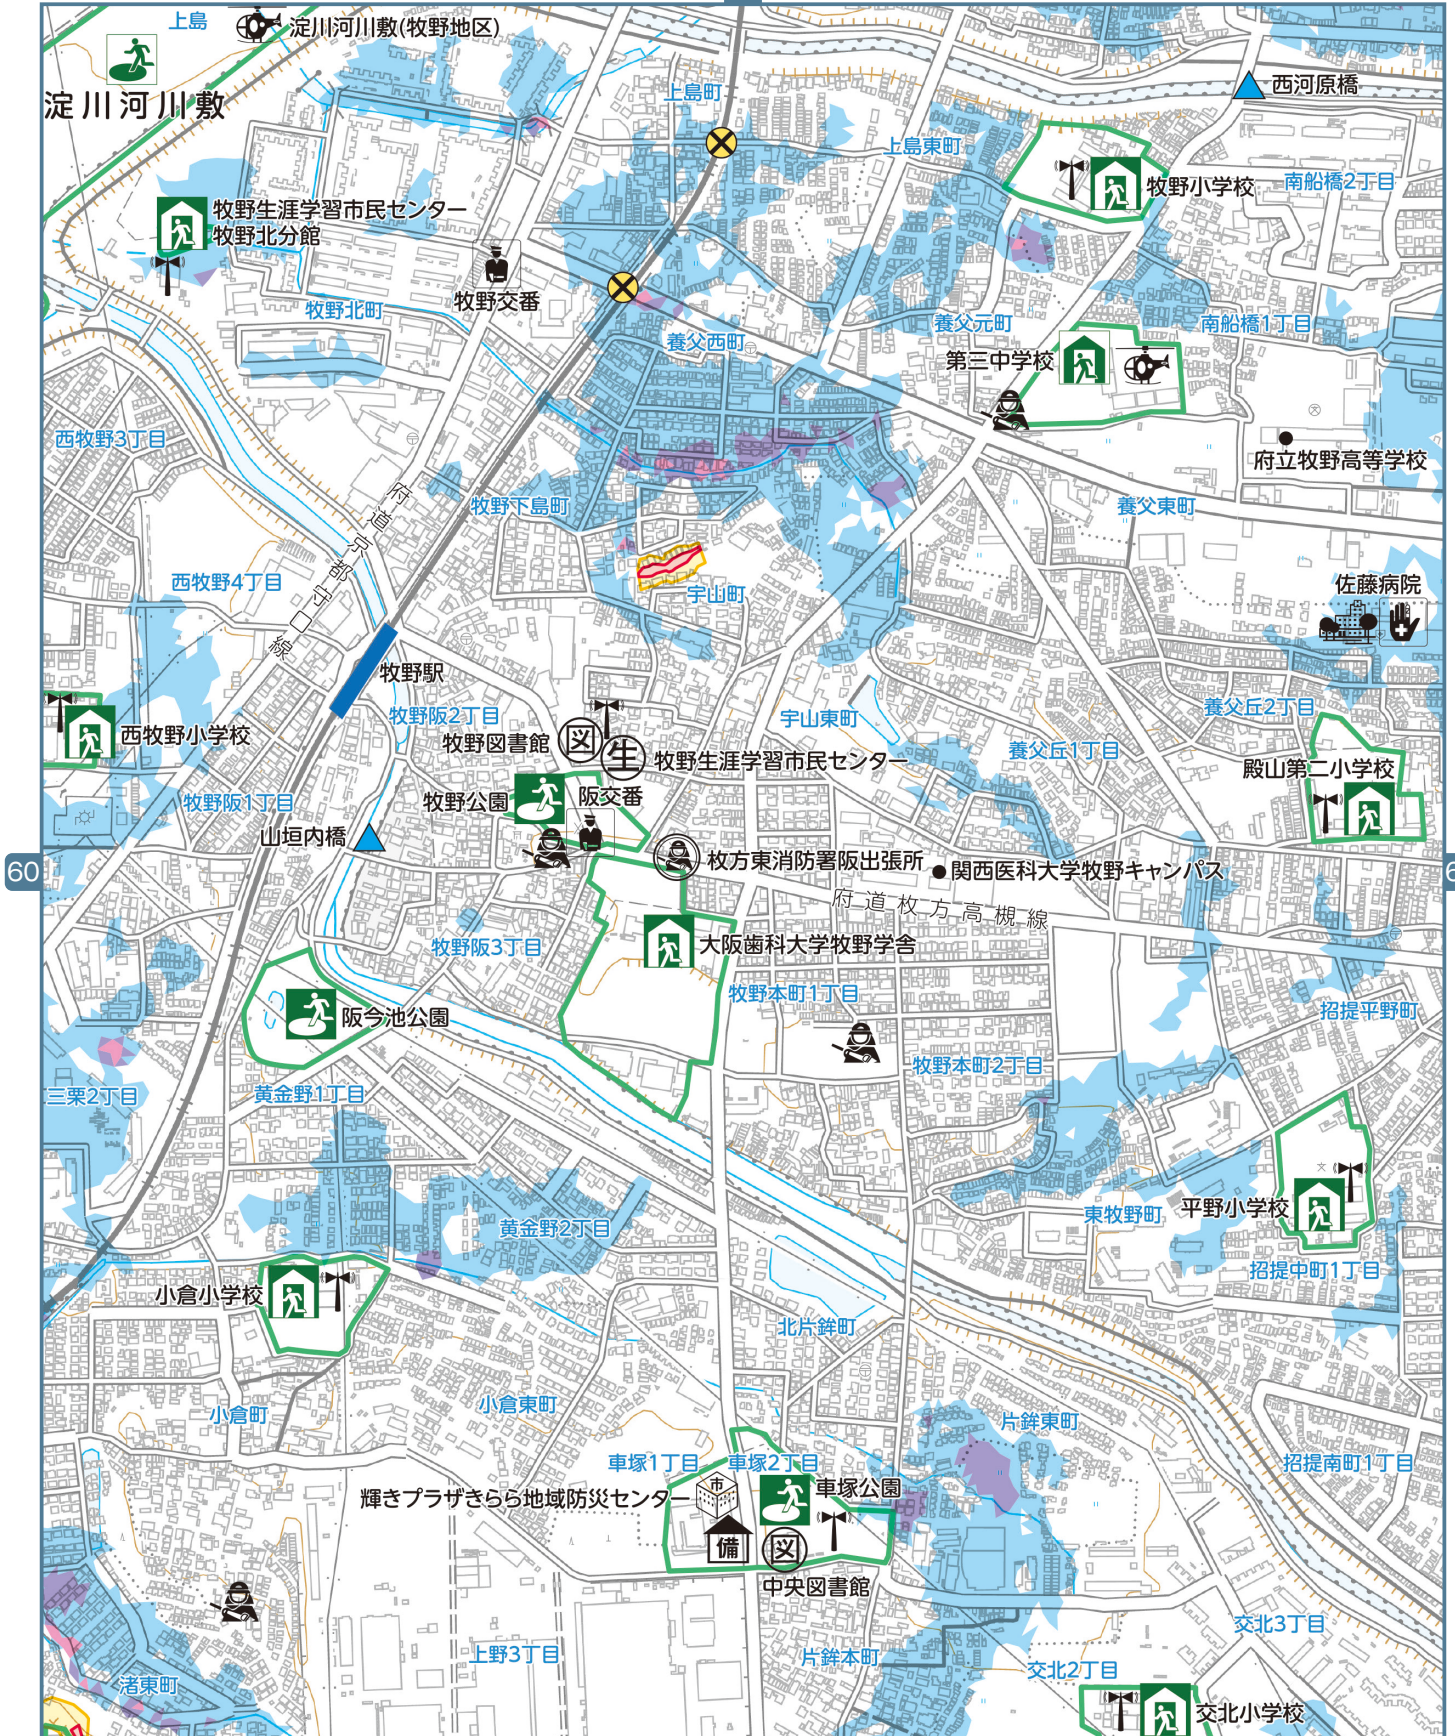 上島
淀川河川敷(牧野地区)
淀川河川敷
上島町
西河原橋
上島東町
牧野小学校
南船橋2丁目
牧野生涯学習市民センター
牧野北分館
牧野交番
牧野北町
養父西町
養父元町
南船橋1丁目
第三中学校
西牧野3丁目
府立牧野高等学校
牧野下島町
養父東町
府道京都守口線
西牧野4丁目
宇山町
佐藤病院
牧野駅
牧野阪2丁目
宇山東町
養父丘2丁目
西牧野小学校
牧野図書館
図
生
牧野生涯学習市民センター
養父丘1丁目
殿山第二小学校
牧野阪1丁目
牧野公園
阪交番
山垣内橋
60
枚方東消防署阪出張所
関西医科大学牧野キャンパス
府道枚方高槻線
牧野阪3丁目
大阪歯科大学牧野学舎
牧野本町1丁目
阪今池公園
招提平野町
牧野本町2丁目
三栗2丁目
黄金野1丁目
黄金野2丁目
東牧野町
平野小学校
招提中町1丁目
小倉小学校
北片鉾町
小倉東町
小倉町
片鉾東町
車塚1丁目
車塚2丁目
招提南町1丁目
輝きプラザきらら地域防災センター
市
車塚公園
備
図
中央図書館
交北3丁目
上野3丁目
片鉾本町
交北2丁目
渚東町
交北小学校